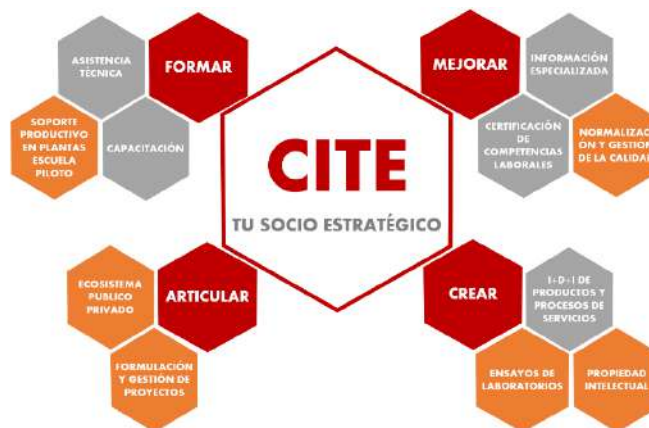 ASISTENCIA
TÉCNICA
FORMAR
SOPORTE
PRODUCTIVO
EN PLANTAS
ESCUELA
PILOTO
CAPACITACIÓN
MEJORAR
INFORMACIÓN
ESPECIALIZADA
CERTIFICACIÓN
DE
COMPETENCIAS
LABORALES
NORMALIZACI
ÓN Y GESTIÓN
DE LA CALIDAD
CITE
TU SOCIO ESTRATÉGICO
ECOSISTEMA
PUBLICO
PRIVADO
ARTICULAR
FORMULACIÓN
Y GESTIÓN DE
PROYECTOS
CREAR
I+D+I DE
PRODUCTOS Y
PROCESOS DE
SERVICIOS
ENSAYOS DE
LABORATORIOS
PROPIEDAD
INTELECTUAL